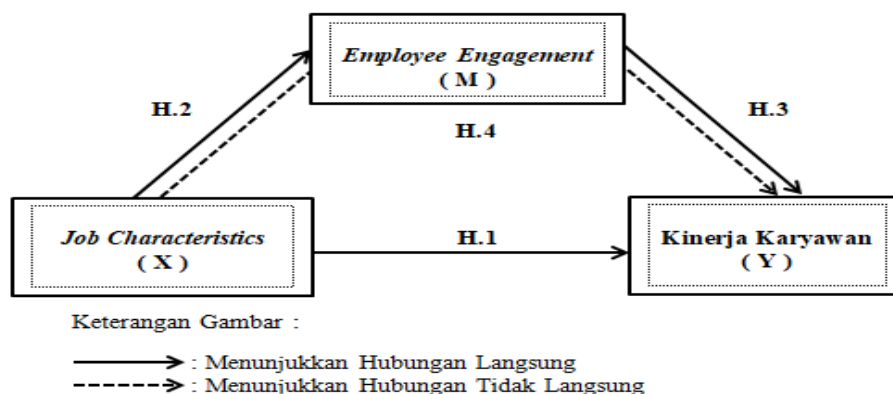 Employee Engagement
( M )
H.2
H.3
H.4
Job Characteristics
( X )
H.1
Kinerja Karyawan
( Y )
Keterangan Gambar :
: Menunjukkan Hubungan Langsung
: Menunjukkan Hubungan Tidak Langsung